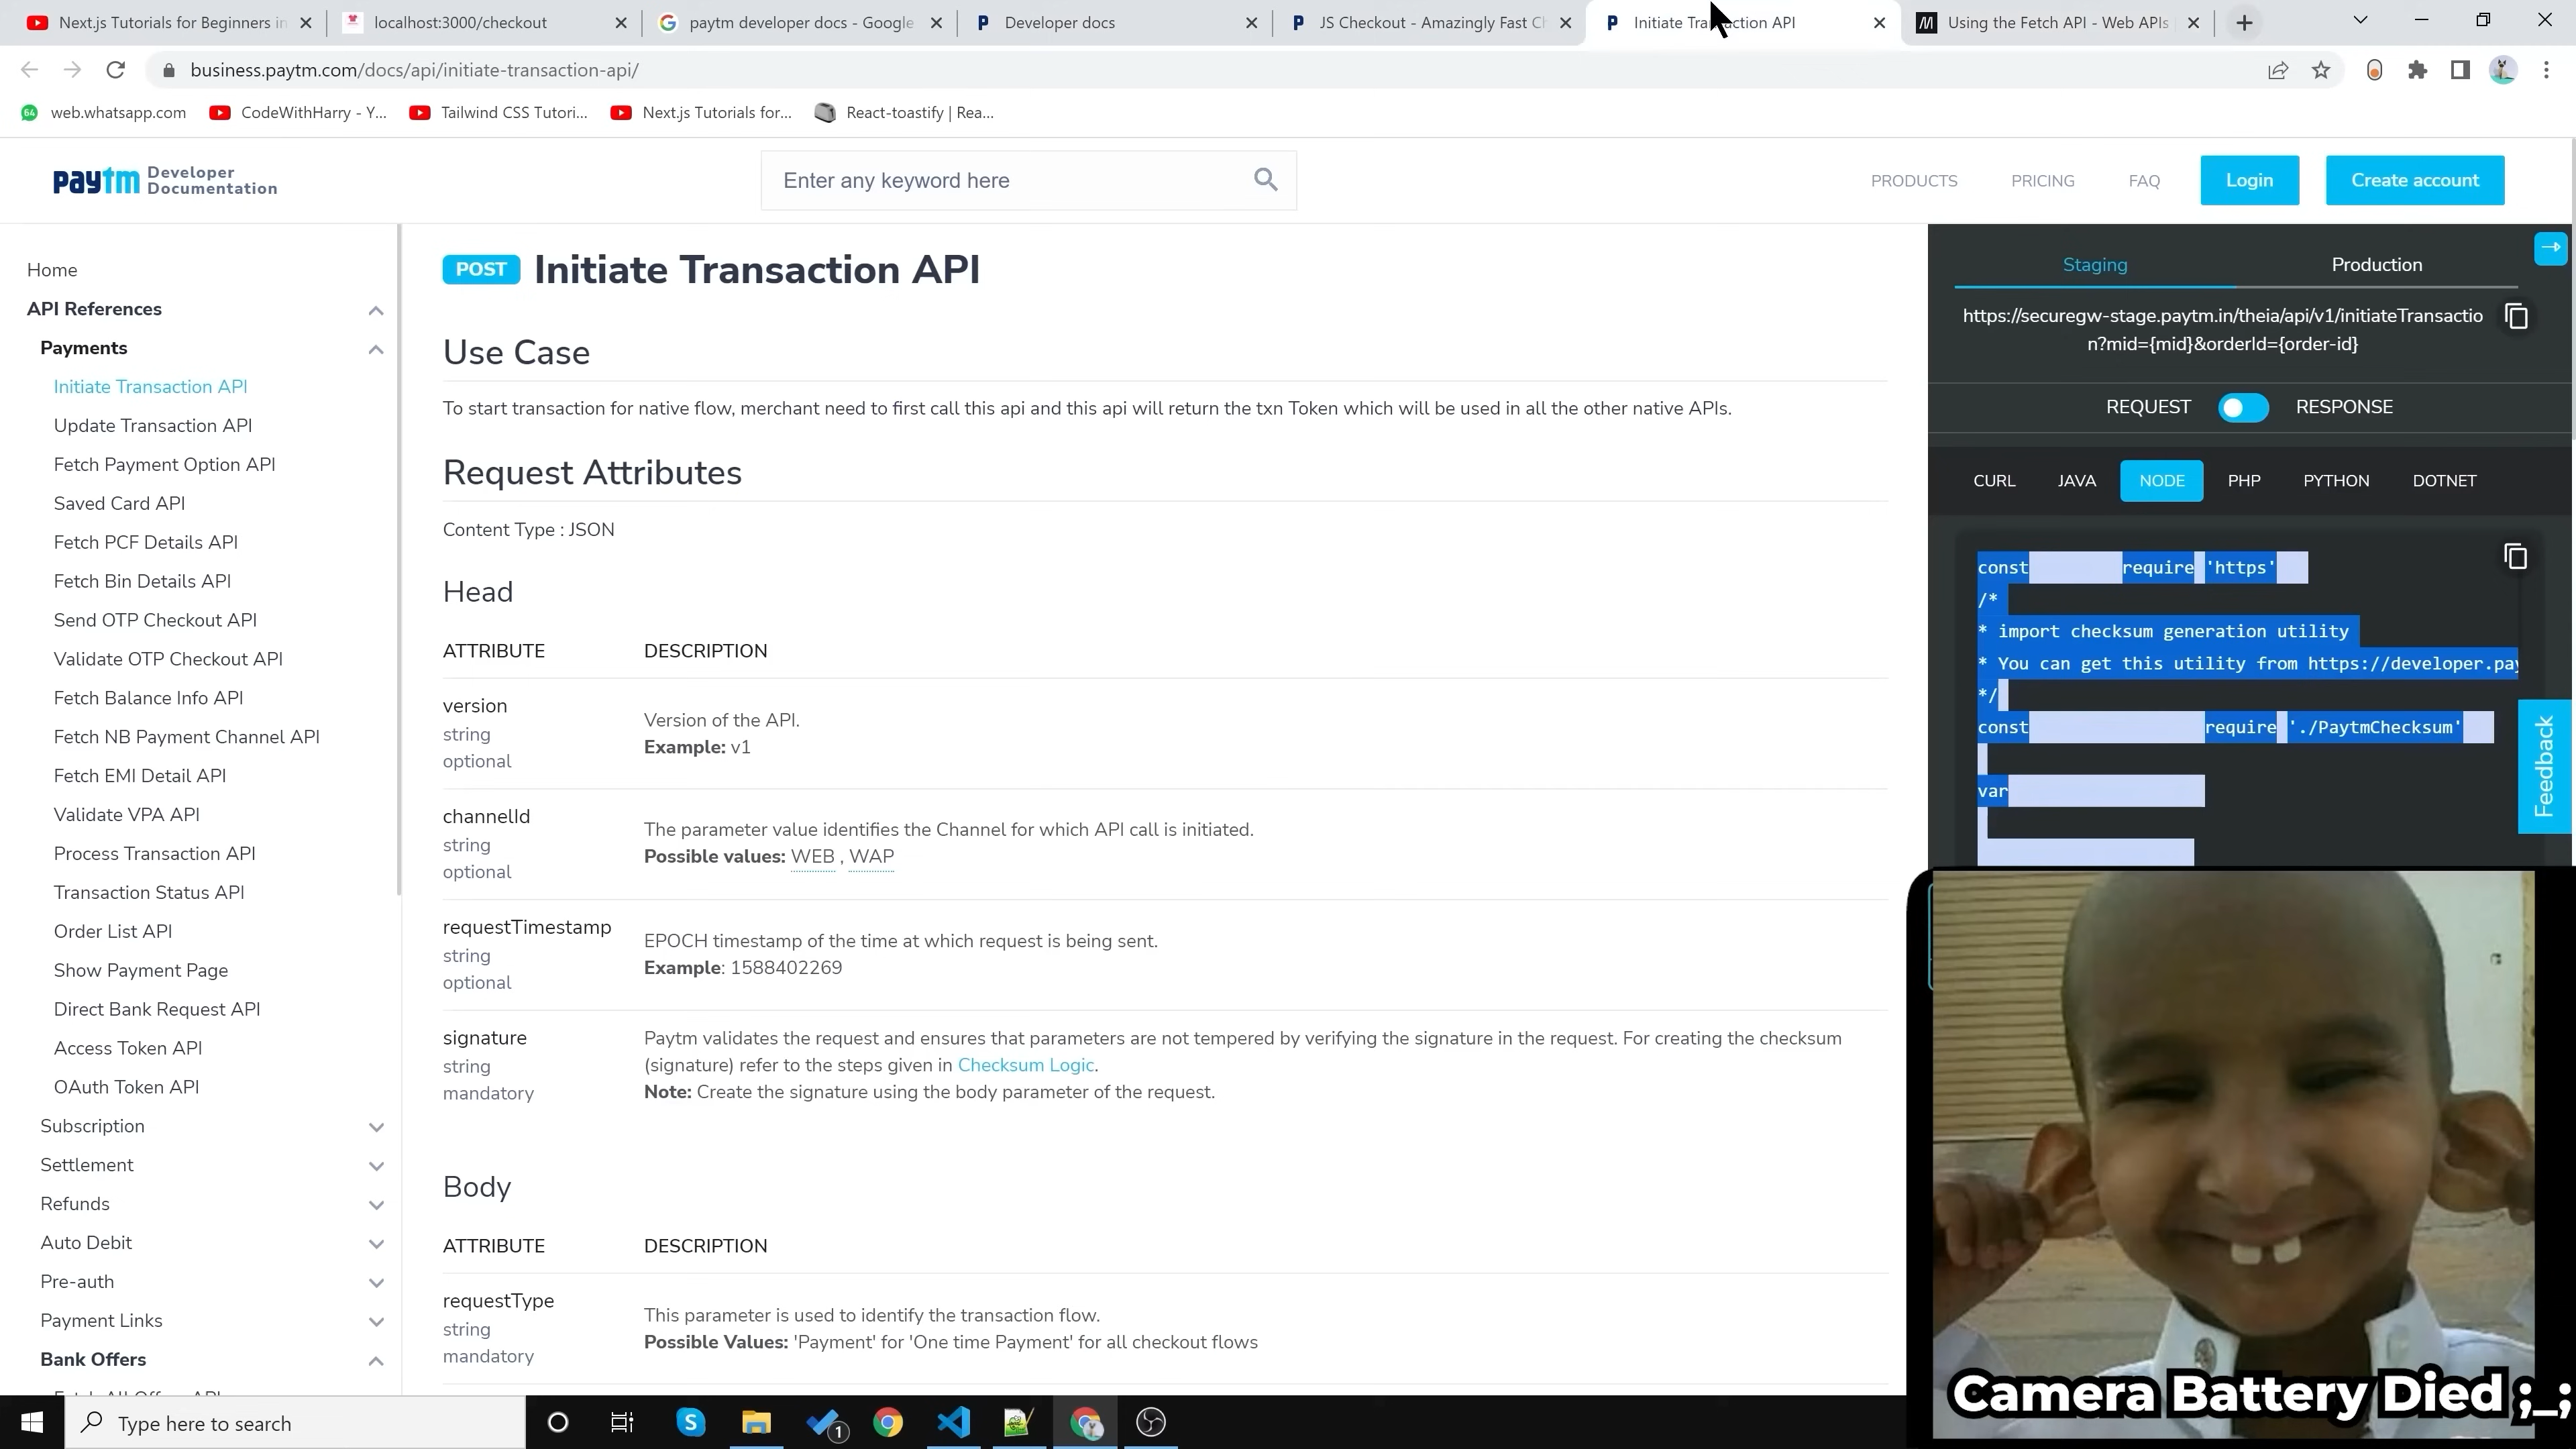 Next.js Tutorials for Beginners in
localhost:3000/checkout
paytm developer docs - Google
Developer docs
JS Checkout - Amazingly Fast Ch
Initiate Transaction API
Using the Fetch API - Web APIs
business.paytm.com/docs/api/initiate-transaction-api/
web.whatsapp.com
CodeWithHarry - Y...
Tailwind CSS Tutori...
Next.js Tutorials for...
React-toastify | Rea...
paytm Developer Documentation
Enter any keyword here
PRODUCTS
PRICING
FAQ
Login
Create account
Home
API References
Payments
Initiate Transaction API
Update Transaction API
Fetch Payment Option API
Saved Card API
Fetch PCF Details API
Fetch Bin Details API
Send OTP Checkout API
Validate OTP Checkout API
Fetch Balance Info API
Fetch NB Payment Channel API
Fetch EMI Detail API
Validate VPA API
Process Transaction API
Transaction Status API
Order List API
Show Payment Page
Direct Bank Request API
Access Token API
OAuth Token API
Subscription
Settlement
Refunds
Auto Debit
Pre-auth
Payment Links
Bank Offers
POST Initiate Transaction API
Use Case
To start transaction for native flow, merchant need to first call this api and this api will return the txn Token which will be used in all the other native APIs.
Request Attributes
Content Type : JSON
Head
ATTRIBUTE DESCRIPTION
version
string
optional
Version of the API.
Example: v1
channelId
string
optional
The parameter value identifies the Channel for which API call is initiated.
Possible values: WEB , WAP
requestTimestamp
string
optional
EPOCH timestamp of the time at which request is being sent.
Example: 1588402269
signature
string
mandatory
Paytm validates the request and ensures that parameters are not tempered by verifying the signature in the request. For creating the checksum
(signature) refer to the steps given in Checksum Logic.
Note: Create the signature using the body parameter of the request.
Body
ATTRIBUTE DESCRIPTION
requestType
string
mandatory
This parameter is used to identify the transaction flow.
Possible Values: 'Payment' for 'One time Payment' for all checkout flows
Staging
Production
https://securegw-stage.paytm.in/theia/api/v1/initiateTransactio
n?mid={mid}&orderId={order-id}
REQUEST
RESPONSE
CURL JAVA NODE PHP PYTHON DOTNET
const require 'https'
/*
* import checksum generation utility
* You can get this utility from https://developer.pay
*/
const require './PaytmChecksum'
var
Feedback
Camera Battery Died ;_;
Type here to search
1